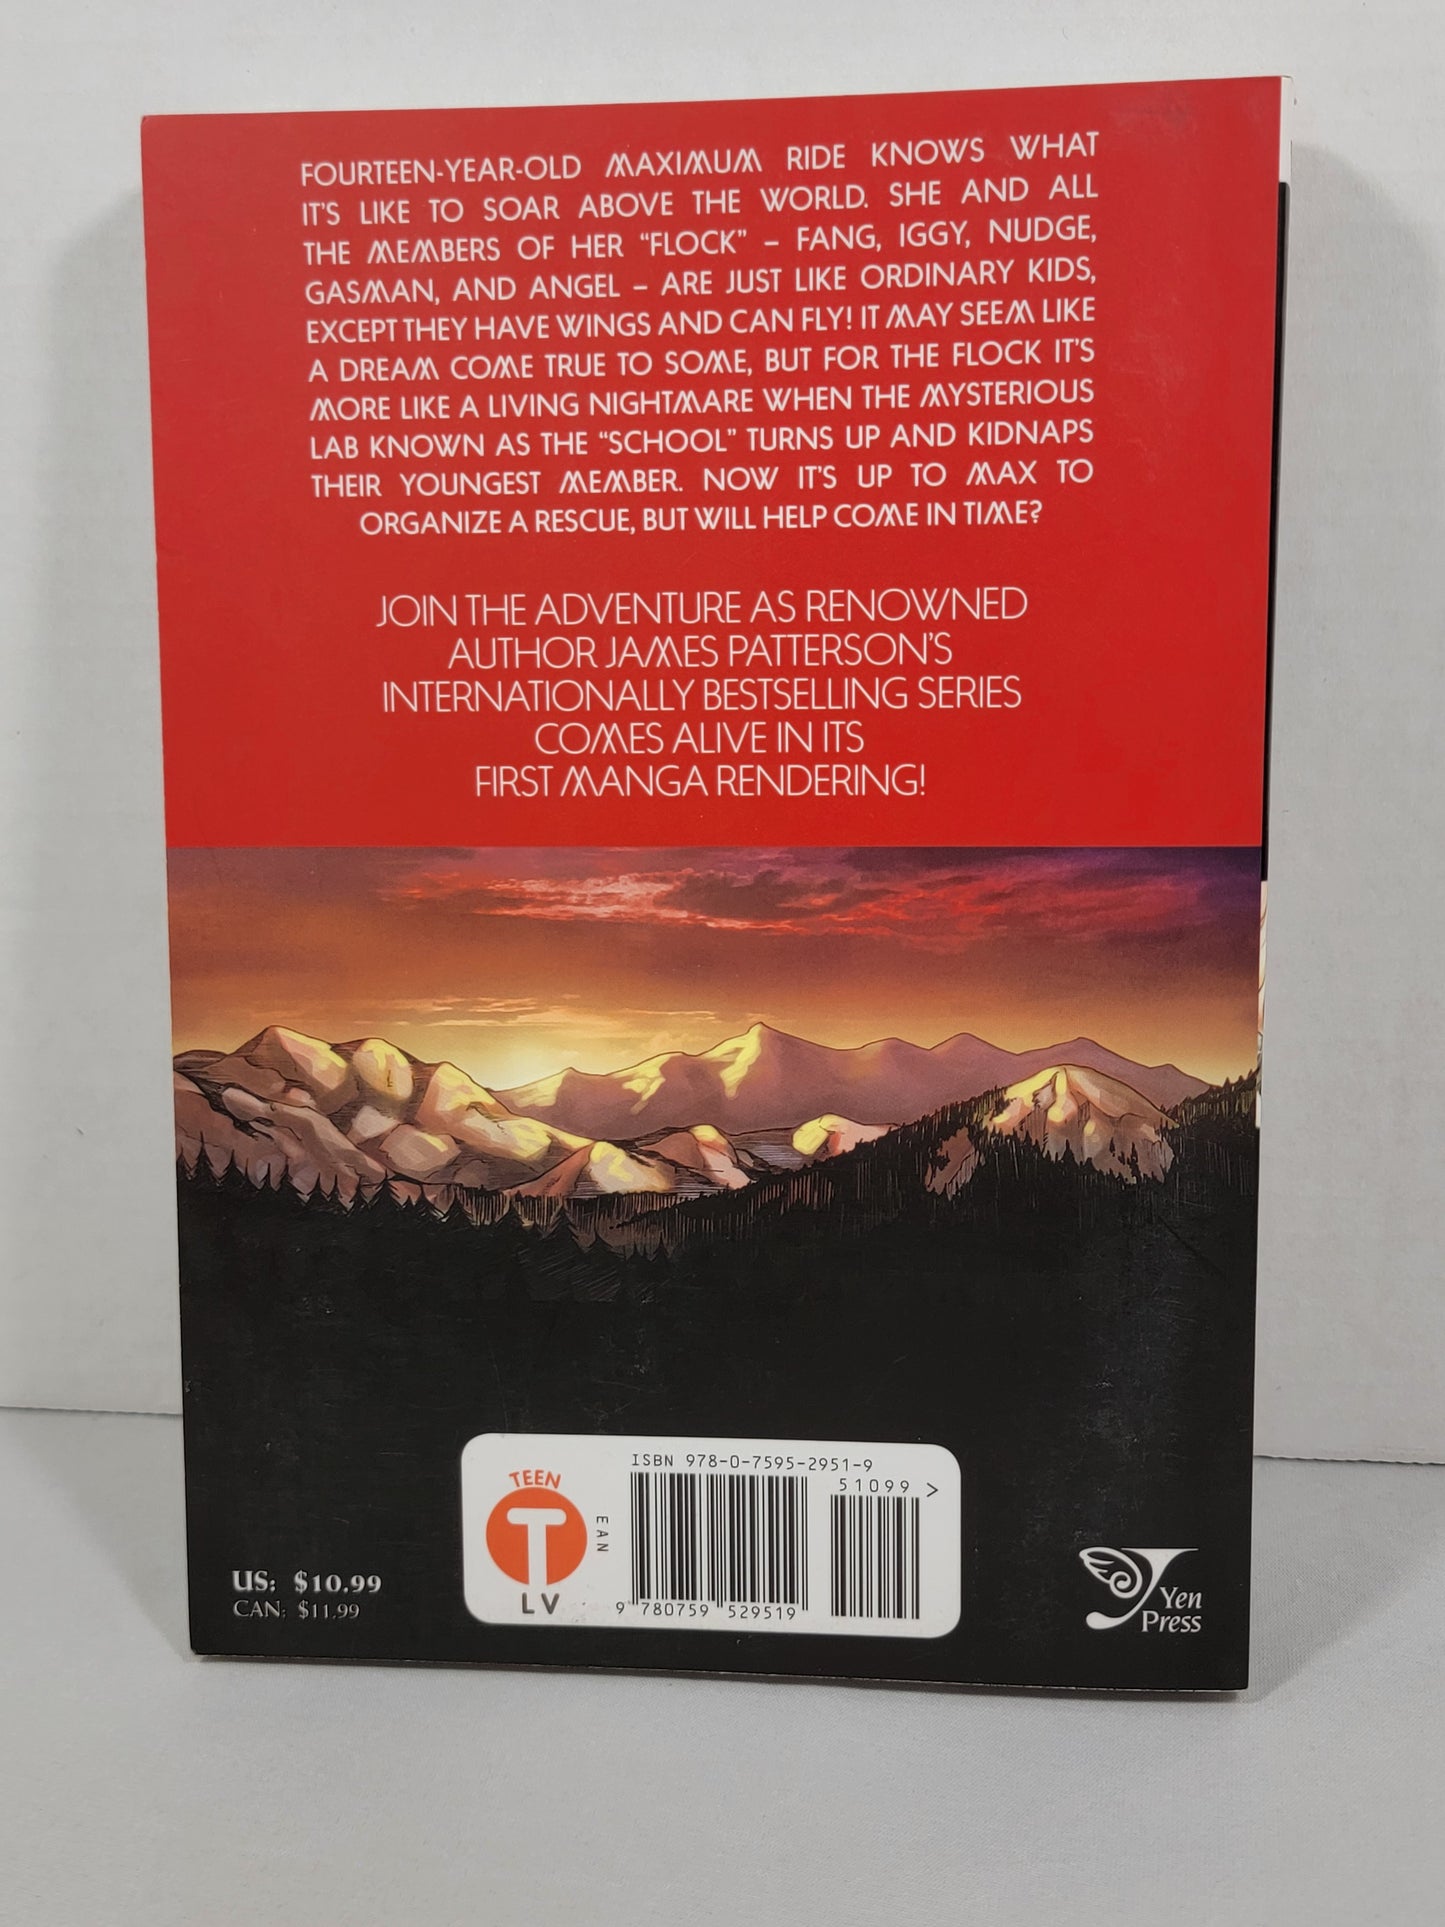 FOURTEEN-YEAR-OLD MAXIMUM RIDE KNOWS WHAT
IT'S LIKE TO SOAR ABOVE THE WORLD. SHE AND ALL
THE MEMBERS OF HER “FLOCK” – FANG, IGGY, NUDGE,
GASMAN, AND ANGEL – ARE JUST LIKE ORDINARY KIDS,
EXCEPT THEY HAVE WINGS AND CAN FLY! IT MAY SEEM LIKE
A DREAM COME TRUE TO SOME, BUT FOR THE FLOCK IT'S
MORE LIKE A LIVING NIGHTMARE WHEN THE MYSTERIOUS
LAB KNOWN AS THE “SCHOOL” TURNS UP AND KIDNAPS
THEIR YOUNGEST MEMBER. NOW IT'S UP TO MAX TO
ORGANIZE A RESCUE, BUT WILL HELP COME IN TIME?
JOIN THE ADVENTURE AS RENOWNED
AUTHOR JAMES PATTERSON'S
INTERNATIONALLY BESTSELLING SERIES
COMES ALIVE IN ITS
FIRST MANGA RENDERING!
US: $10.99
CAN: $11.99
TEEN
T
LV
EAN
ISBN 978-0-7595-2951-9
51099 >
9 780759 529519
Yen
Press